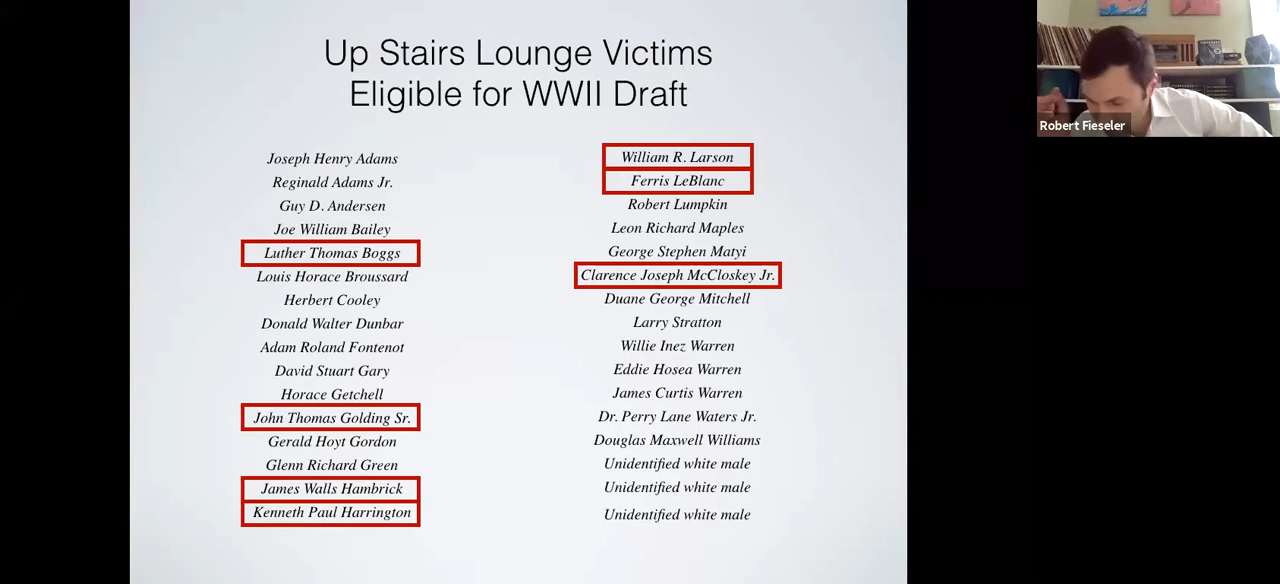 Up Stairs Lounge Victims
Eligible for WWII Draft
Joseph Henry Adams
Reginald Adams Jr.
Guy D. Andersen
Joe William Bailey
Luther Thomas Boggs
Louis Horace Broussard
Herbert Cooley
Donald Walter Dunbar
Adam Roland Fontenot
David Stuart Gary
Horace Getchell
John Thomas Golding Sr.
Gerald Hoyt Gordon
Glenn Richard Green
James Walls Hambrick
Kenneth Paul Harrington
William R. Larson
Ferris LeBlanc
Robert Lumpkin
Leon Richard Maples
George Stephen Matyi
Clarence Joseph McCloskey Jr.
Duane George Mitchell
Larry Stratton
Willie Inez Warren
Eddie Hosea Warren
James Curtis Warren
Dr. Perry Lane Waters Jr.
Douglas Maxwell Williams
Unidentified white male
Unidentified white male
Unidentified white male
Robert Fieseler